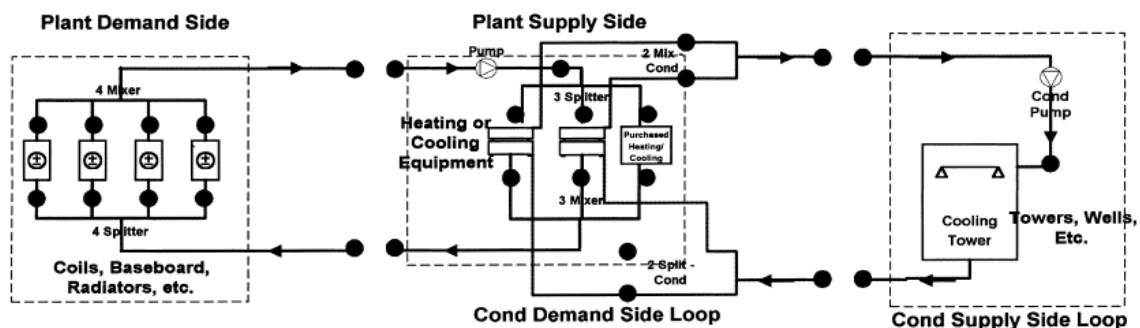 Plant Demand Side
Plant Supply Side
Pump
2 Mix
Cond
4 Mixer
3 Splitter
Heating or
Cooling
Equipment
Purchased
Heating/
Cooling
Cond
Pump
3 Mixer
Cooling
Tower
Towers, Wells,
Etc.
4 Splitter
Coils, Baseboard,
Radiators, etc.
2 Split -
Cond
Cond Demand Side Loop
Cond Supply Side Loop